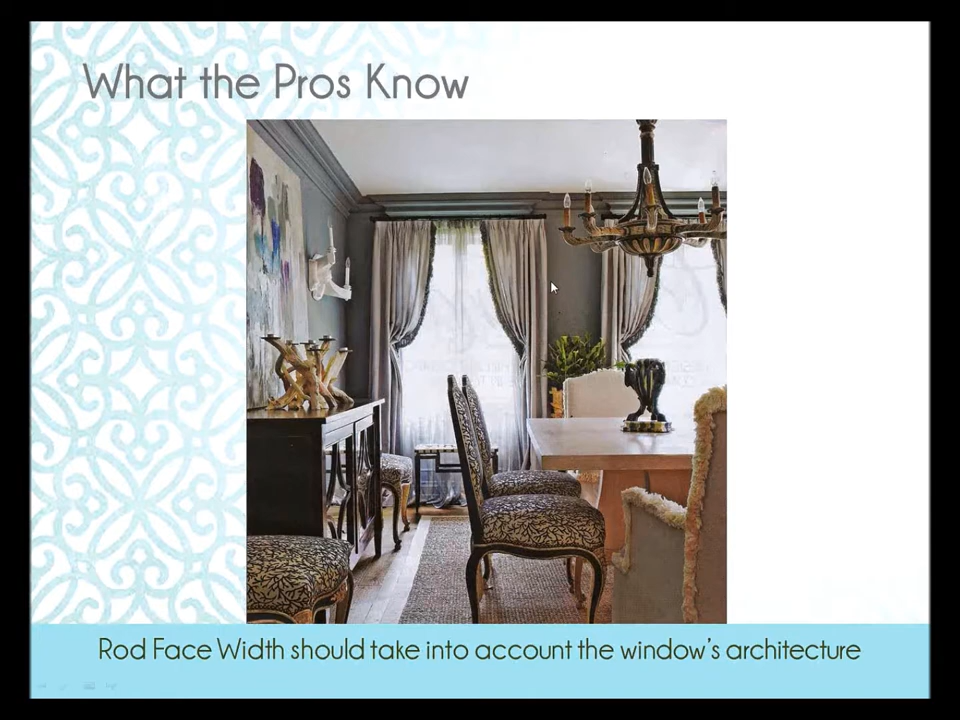 What the Pros Know
Rod Face Width should take into account the window's architecture